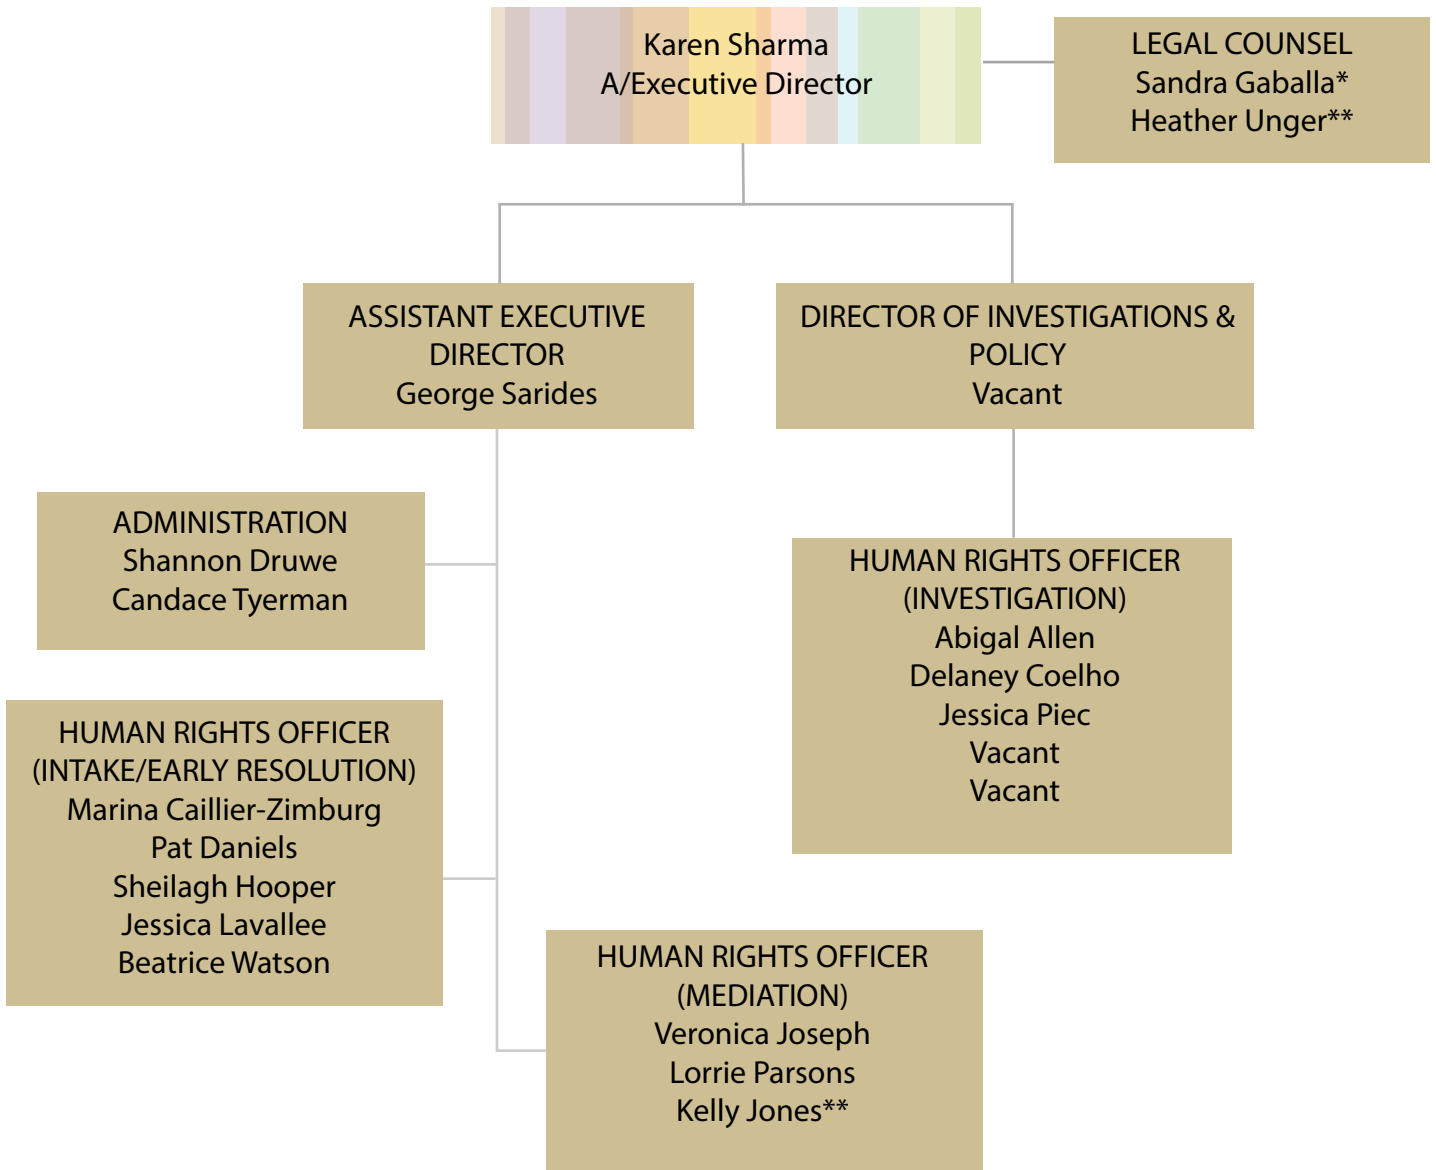 Karen Sharma
A/Executive Director
LEGAL COUNSEL
Sandra Gaballa*
Heather Unger**
ASSISTANT EXECUTIVE
DIRECTOR
George Sarides
DIRECTOR OF INVESTIGATIONS &
POLICY
Vacant
ADMINISTRATION
Shannon Druwe
Candace Tyerman
HUMAN RIGHTS OFFICER
(INVESTIGATION)
Abigal Allen
Delaney Coelho
Jessica Piec
Vacant
Vacant
HUMAN RIGHTS OFFICER
(INTAKE/EARLY RESOLUTION)
Marina Caillier-Zimburg
Pat Daniels
Sheilagh Hooper
Jessica Lavallee
Beatrice Watson
HUMAN RIGHTS OFFICER
(MEDIATION)
Veronica Joseph
Lorrie Parsons
Kelly Jones**